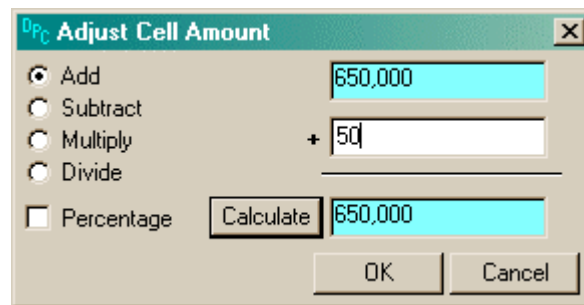 DPC Adjust Cell Amount
Add
650,000
Subtract
Multiply
+ 50
Divide
Percentage
Calculate
650,000
OK
Cancel